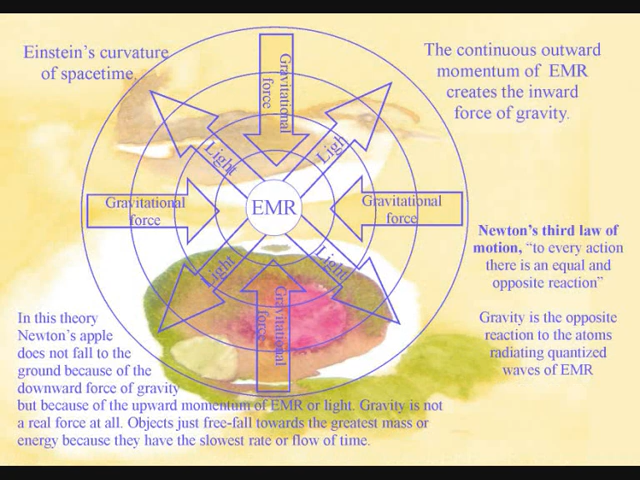 Einstein's curvature
of spacetime.
The continuous outward
momentum of EMR
creates the inward
force of gravity.
Gravitational
force
Light
Light
Gravitational
force
EMR
Gravitational
force
Light
Light
Gravitational
force
Newton's third law of
motion, "to every action
there is an equal and
opposite reaction"
Gravity is the opposite
reaction to the atoms
radiating quantized
waves of EMR
In this theory
Newton's apple
does not fall to the
ground because of the
downward force of gravity
but because of the upward momentum of EMR or light. Gravity is not
a real force at all. Objects just free-fall towards the greatest mass or
energy because they have the slowest rate or flow of time.